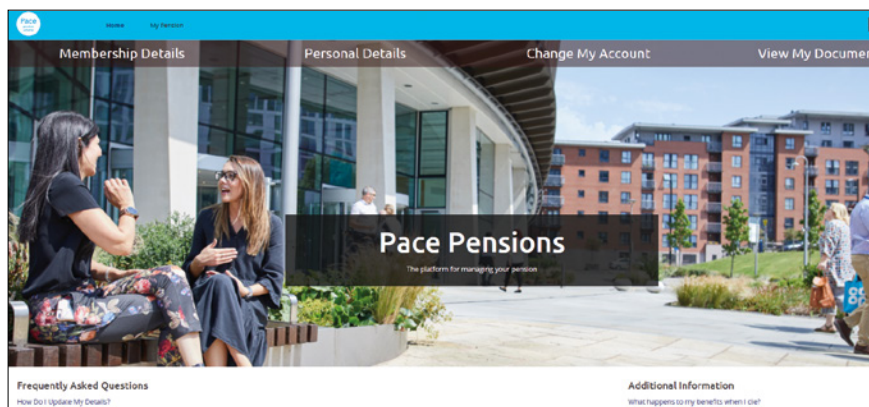 Pace
Home
My Pension
Membership Details
Personal Details
Change My Account
View My Documen
Pace Pensions
The platform for managing your pension
CO
OP
Frequently Asked Questions
Additional Information
How Do I Update My Details?
What happens to my benefits when I die?